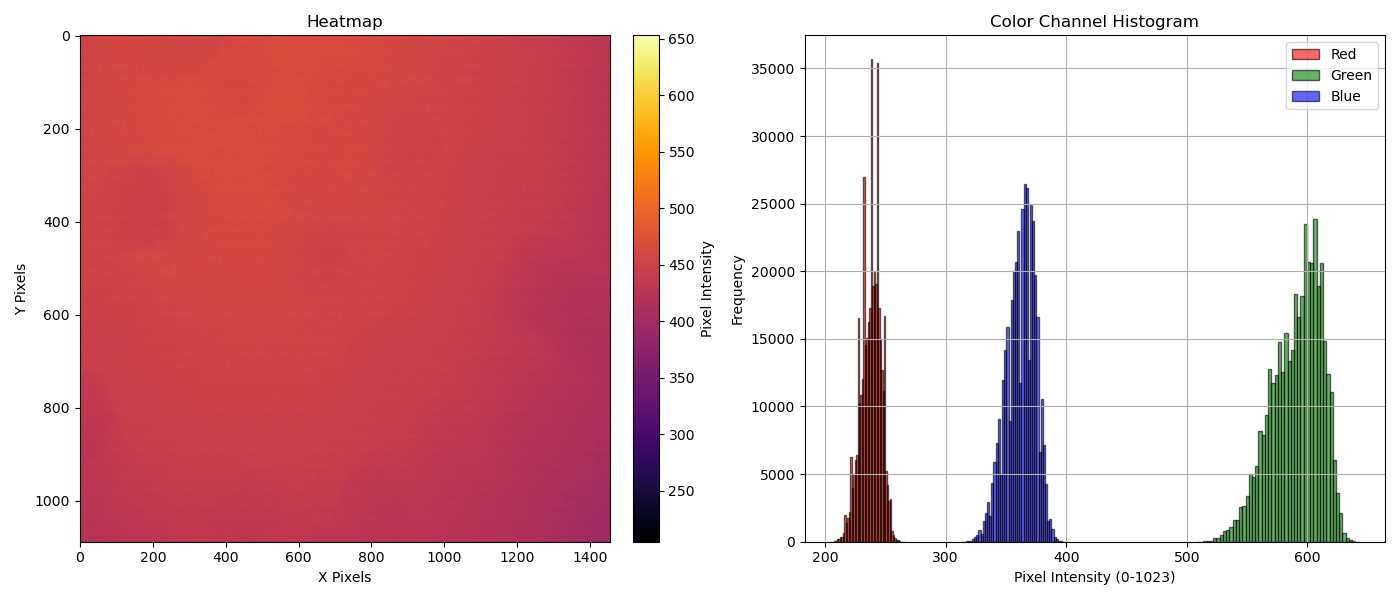 Heatmap
0
200
400
600
800
1000
Y Pixels
0 200 400 600 800 1000 1200 1400
X Pixels
650
600
550
500
450
400
350
300
250
Pixel Intensity
Color Channel Histogram
35000
30000
25000
20000
15000
10000
5000
0
Frequency
200 300 400 500 600
Pixel Intensity (0-1023)
Red
Green
Blue